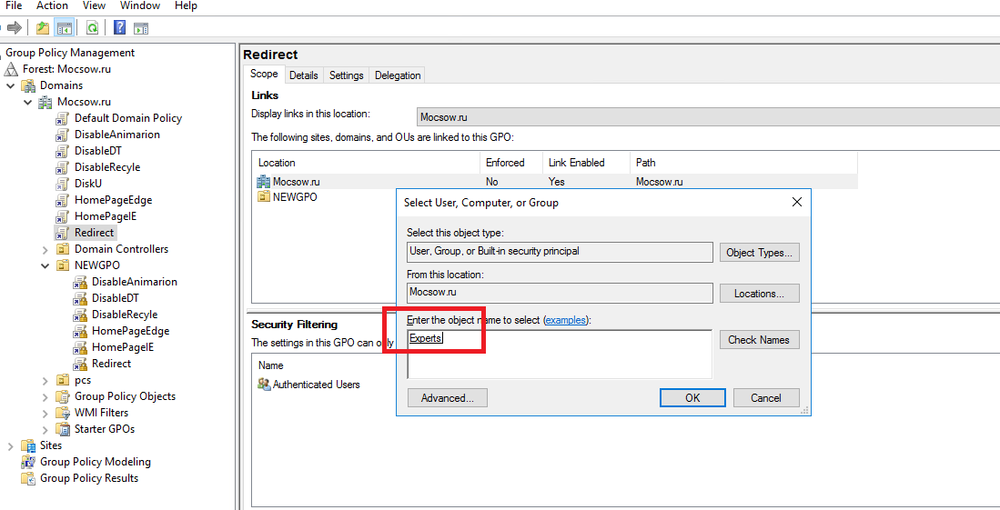 File Action View Window Help
Group Policy Management
Forest: Mocsow.ru
Domains
Mocsow.ru
Default Domain Policy
DisableAnimarion
DisableDT
DisableRecyle
DiskU
HomePageEdge
HomePageIE
Redirect
Domain Controllers
NEWGPO
DisableAnimarion
DisableDT
DisableRecyle
HomePageEdge
HomePageIE
Redirect
pcs
Group Policy Objects
WMI Filters
Starter GPOs
Sites
Group Policy Modeling
Group Policy Results
Redirect
Scope Details Settings Delegation
Links
Display links in this location: Mocsow.ru
The following sites, domains, and OUs are linked to this GPO:
Location Enforced Link Enabled Path
Mocsow.ru No Yes Mocsow.ru
NEWGPO
Security Filtering
The settings in this GPO can only
Name
Authenticated Users
Select User, Computer, or Group
Select this object type:
User, Group, or Built-in security principal Object Types...
From this location:
Mocsow.ru Locations...
Enter the object name to select (examples):
Experts Check Names
Advanced... OK Cancel